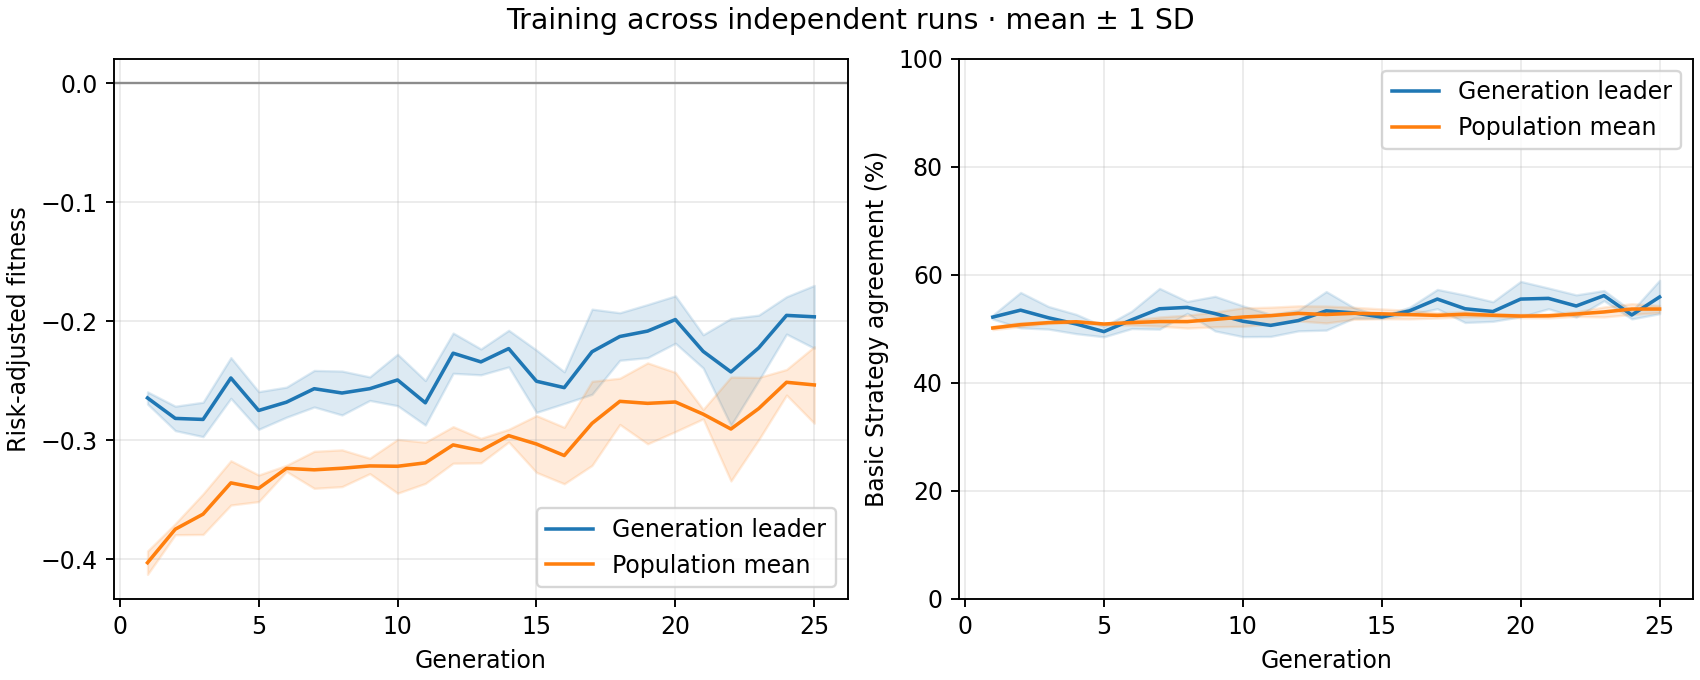 Training across independent runs · mean ± 1 SD
Risk-adjusted fitness
0.0
−0.1
−0.2
−0.3
−0.4
0
5
10
15
20
25
Generation
Generation leader
Population mean
Basic Strategy agreement (%)
100
80
60
40
20
0
0
5
10
15
20
25
Generation
Generation leader
Population mean